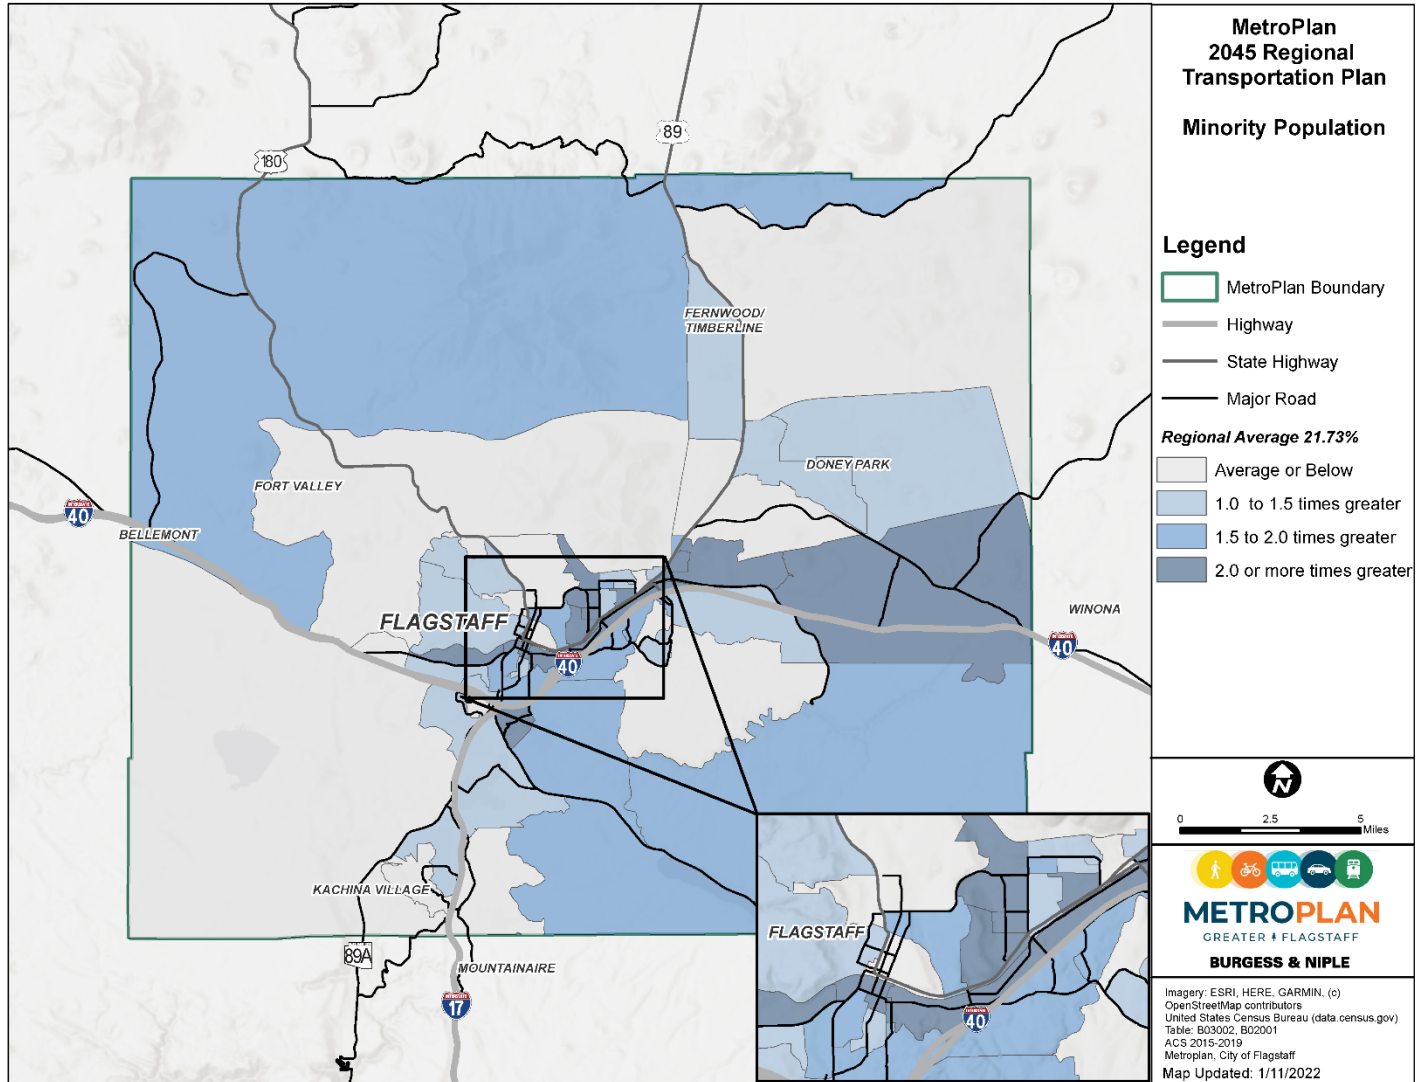 MetroPlan
2045 Regional
Transportation Plan
Minority Population
Legend
MetroPlan Boundary
Highway
State Highway
Major Road
Regional Average 21.73%
Average or Below
1.0 to 1.5 times greater
1.5 to 2.0 times greater
2.0 or more times greater
N
0 2.5 5
Miles
METROPLAN
GREATER FLAGSTAFF
BURGESS & NIPLE
Imagery: ESRI, HERE, GARMIN, (c)
OpenStreetMap contributors
United States Census Bureau (data.census.gov)
Table: B03002, B02001
ACS 2015-2019
Metroplan, City of Flagstaff
Map Updated: 1/11/2022
89
180
FERNWOOD/
TIMBERLINE
DONEY PARK
FORT VALLEY
INTERSTATE
40
BELLEMONT
FLAGSTAFF
WINONA
INTERSTATE
40
INTERSTATE
40
KACHINA VILLAGE
89A
MOUNTAINAIRE
INTERSTATE
17
FLAGSTAFF
INTERSTATE
40